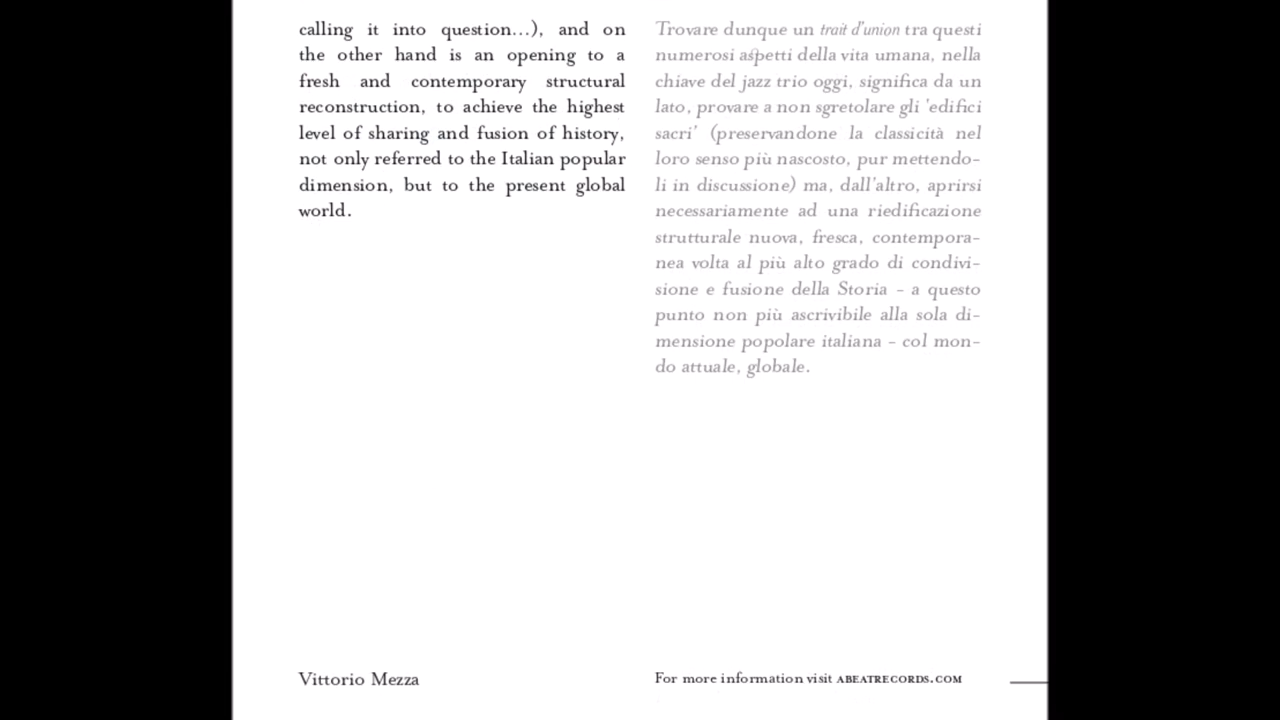 calling it into question...), and on
the other hand is an opening to a
fresh and contemporary structural
reconstruction, to achieve the highest
level of sharing and fusion of history,
not only referred to the Italian popular
dimension, but to the present global
world.
Trovare dunque un trait d'union tra questi
numerosi aspetti della vita umana, nella
chiave del jazz trio oggi, significa da un
lato, provare a non sgretolare gli 'edifici
sacri' (preservandone la classicità nel
loro senso più nascosto, pur mettendo-
li in discussione) ma, dall'altro, aprirsi
necessariamente ad una riedificazione
strutturale nuova, fresca, contempora-
nea volta al più alto grado di condivi-
sione e fusione della Storia - a questo
punto non più ascrivibile alla sola di-
mensione popolare italiana - col mon-
do attuale, globale.
Vittorio Mezza
For more information visit ABEATRECORDS.COM